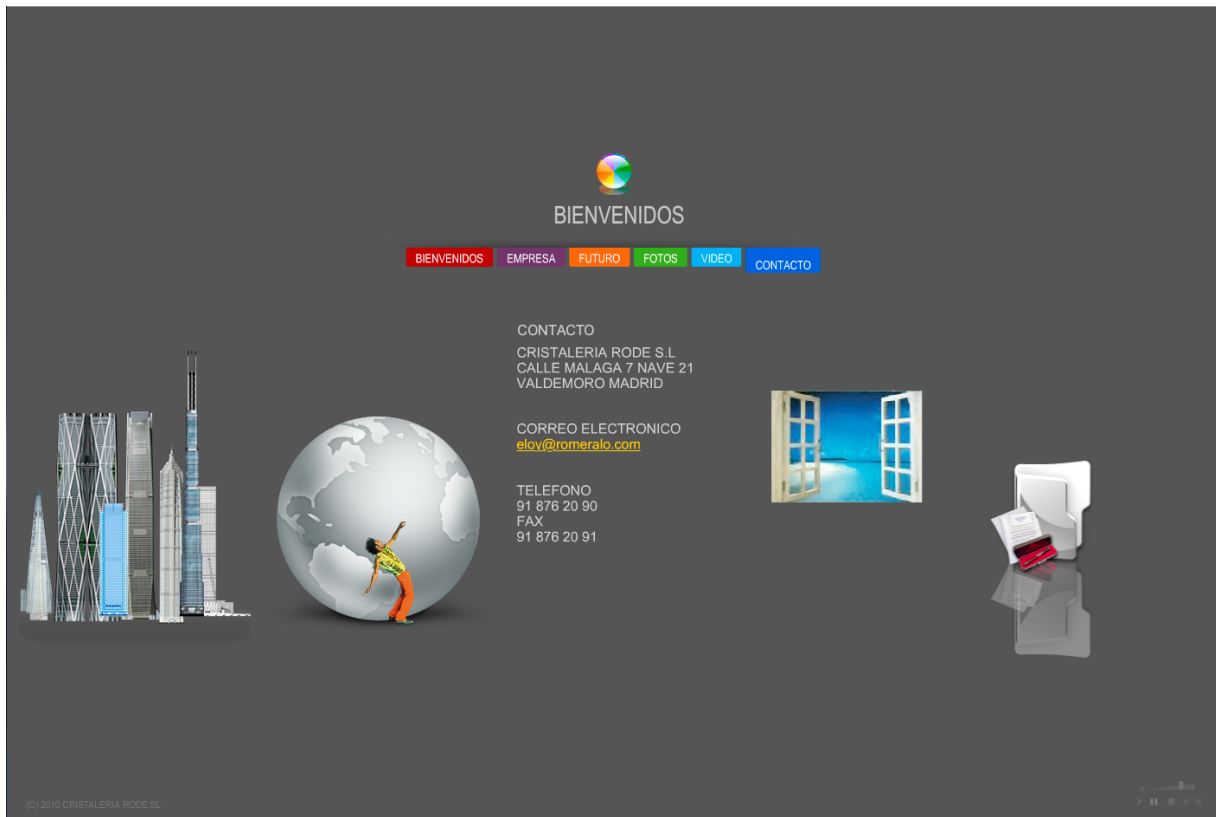 BIENVENIDOS
BIENVENIDOS EMPRESA FUTURO FOTOS VIDEO CONTACTO
CONTACTO
CRISTALERIA RODE S.L
CALLE MALAGA 7 NAVE 21
VALDEMORO MADRID
CORREO ELECTRONICO
eloy@romeralo.com
TELEFONO
91 876 20 90
FAX
91 876 20 91
(C) 2010 CRISTALERIA RODE SL.